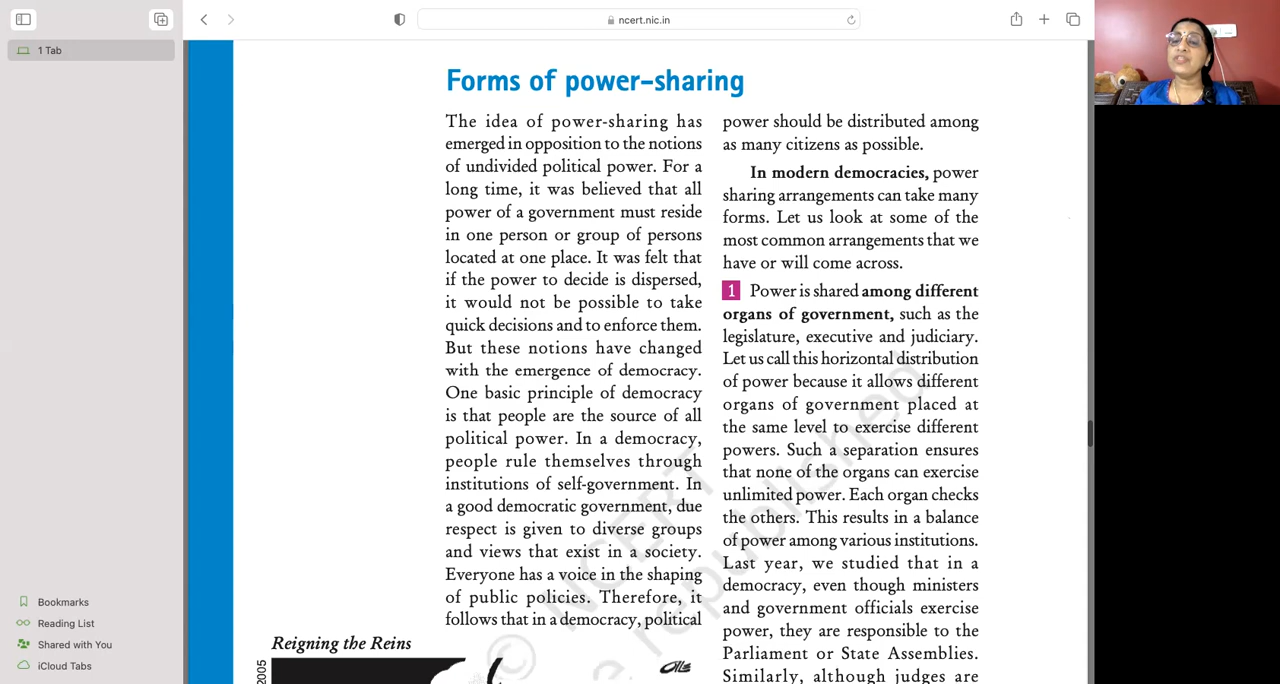 ncert.nic.in
1 Tab
Forms of power-sharing
The idea of power-sharing has
emerged in opposition to the notions
of undivided political power. For a
long time, it was believed that all
power of a government must reside
in one person or group of persons
located at one place. It was felt that
if the power to decide is dispersed,
it would not be possible to take
quick decisions and to enforce them.
But these notions have changed
with the emergence of democracy.
One basic principle of democracy
is that people are the source of all
political power. In a democracy,
people rule themselves through
institutions of self-government. In
a good democratic government, due
respect is given to diverse groups
and views that exist in a society.
Everyone has a voice in the shaping
of public policies. Therefore, it
follows that in a democracy, political
power should be distributed among
as many citizens as possible.
In modern democracies, power
sharing arrangements can take many
forms. Let us look at some of the
most common arrangements that we
have or will come across.
1 Power is shared among different
organs of government, such as the
legislature, executive and judiciary.
Let us call this horizontal distribution
of power because it allows different
organs of government placed at
the same level to exercise different
powers. Such a separation ensures
that none of the organs can exercise
unlimited power. Each organ checks
the others. This results in a balance
of power among various institutions.
Last year, we studied that in a
democracy, even though ministers
and government officials exercise
power, they are responsible to the
Parliament or State Assemblies.
Similarly, although judges are
Reigning the Reins
2005
© NCERT
e republished
Bookmarks
Reading List
Shared with You
iCloud Tabs